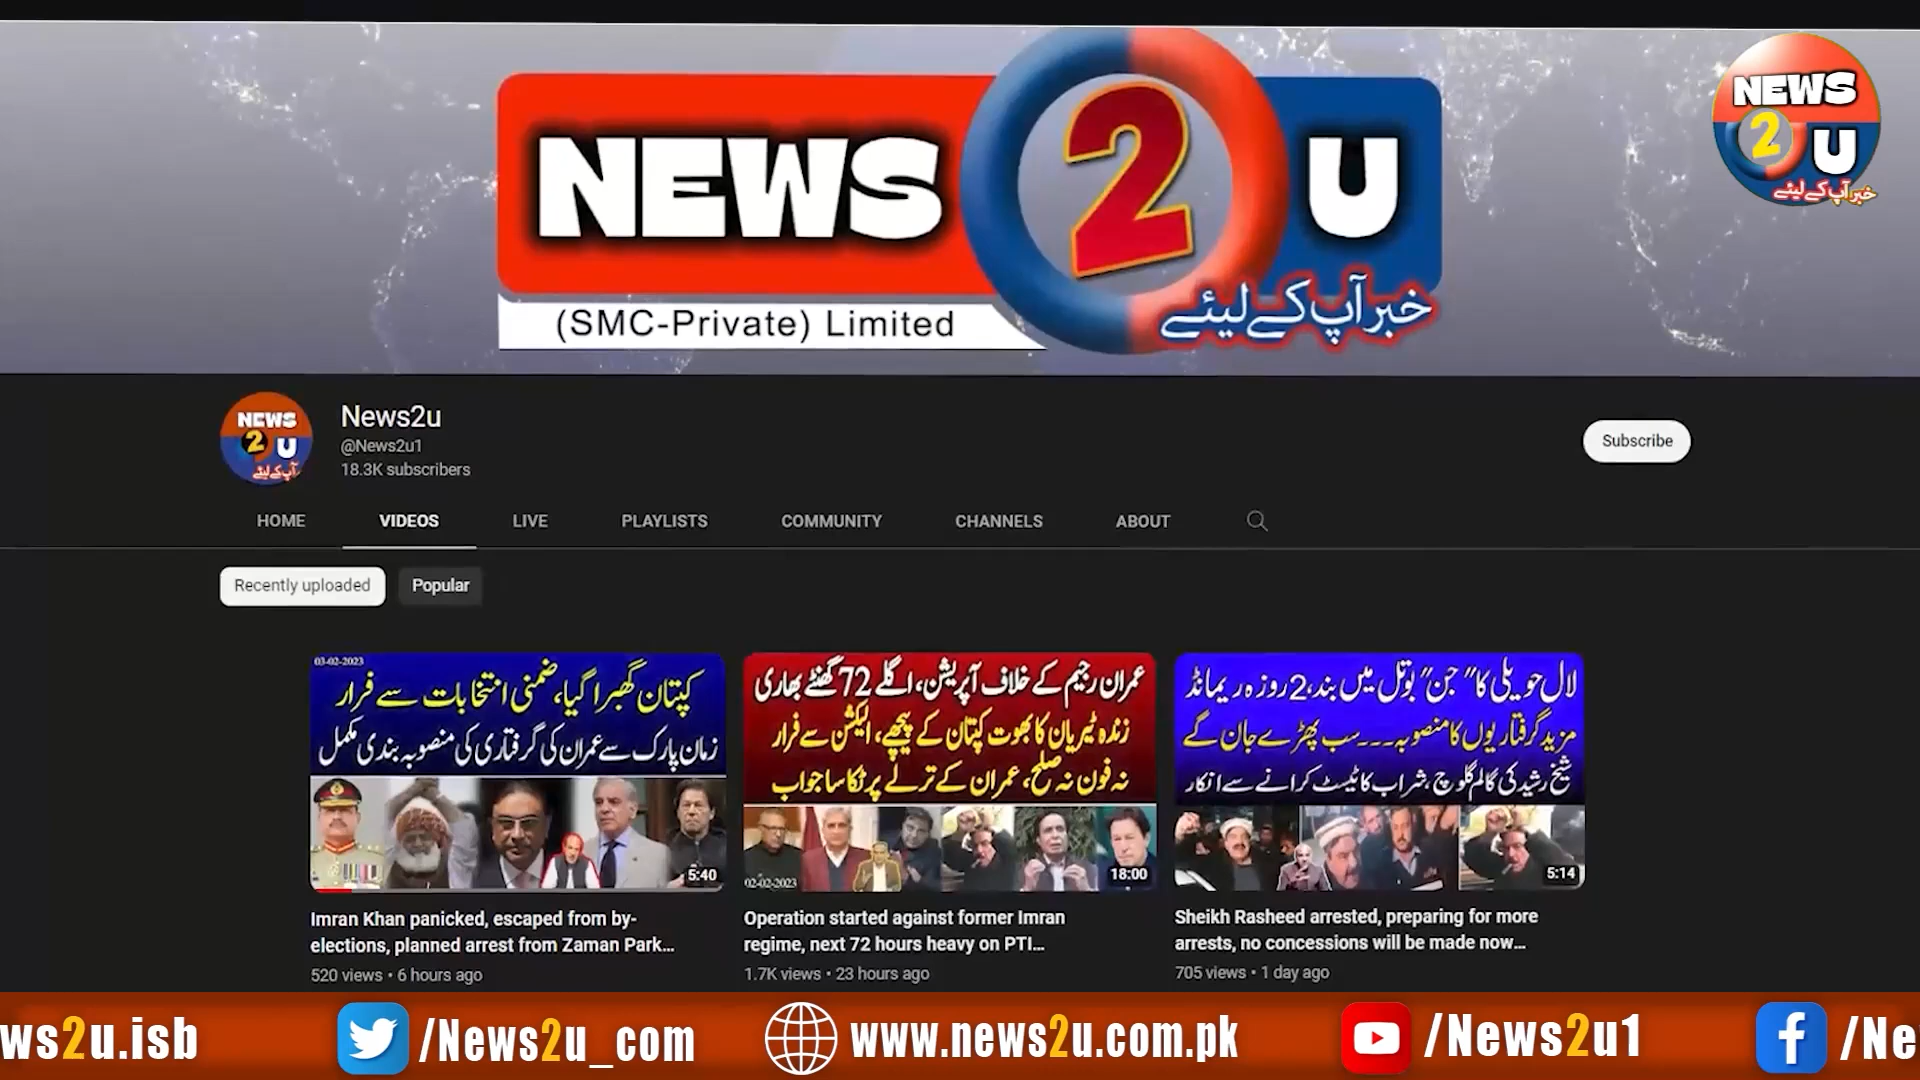 NEWS 2 U
خبر آپ کے لیئے
(SMC-Private) Limited
NEWS
2 U
خبر آپ کے لیئے
NEWS
2 U
آپ کے لیئے
News2u
@News2u1
18.3K subscribers
Subscribe
HOME VIDEOS LIVE PLAYLISTS COMMUNITY CHANNELS ABOUT
Recently uploaded Popular
03-02-2023
کپتان گھبرا گیا، ضمنی انتخابات سے فرار
زمان پارک سے عمران کی گرفتاری کی منصوبہ بندی مکمل
5:40
Imran Khan panicked, escaped from by-
elections, planned arrest from Zaman Park...
520 views • 6 hours ago
عمران رجیم کے خلاف آپریشن، اگلے 72 گھنٹے بھاری
زندہ ٹیریان کا بھوت کپتان کے پیچھے، الیکشن سے فرار
نہ فون نہ صلح، عمران کے ترلے پر ٹکا سا جواب
02-02-2023
18:00
Operation started against former Imran
regime, next 72 hours heavy on PTI...
1.7K views • 23 hours ago
لال حویلی کا "جن" بوتل میں بند، 2 روزہ ریمانڈ
مزید گرفتاریوں کا منصوبہ---سب پھڑے جان گے
شیخ رشید کی گالم گلوچ، شراب کا ٹیسٹ کرانے سے انکار
5:14
Sheikh Rasheed arrested, preparing for more
arrests, no concessions will be made now...
705 views • 1 day ago
ws2u.isb /News2u_com www.news2u.com.pk /News2u1 /Ne